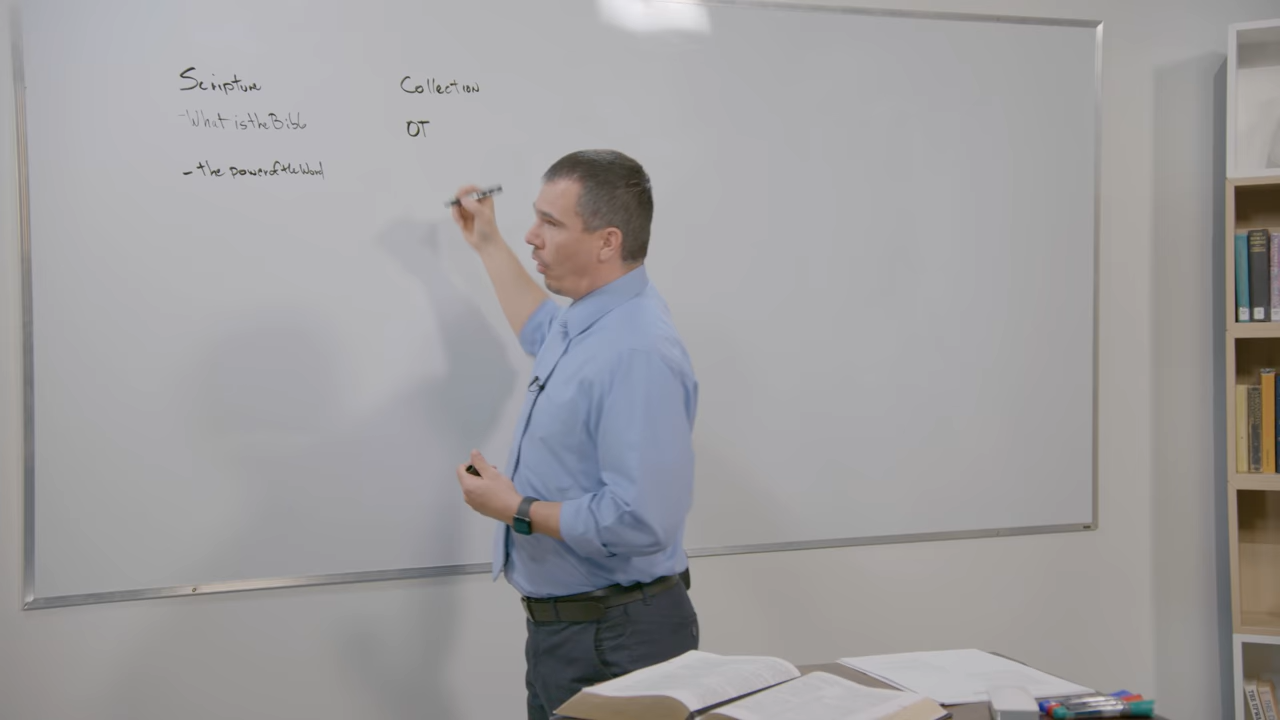 Scripture
-What is the Bible
-the power of the Word
Collection
OT